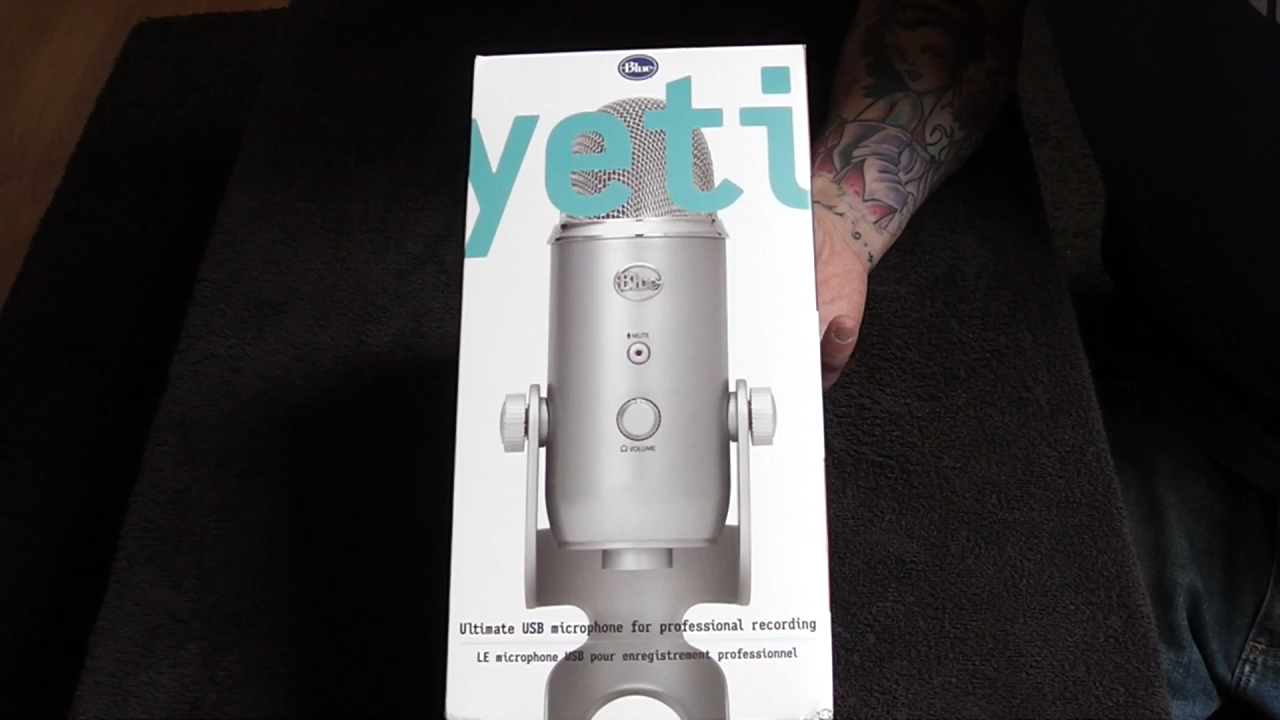 Blue
yeti
Blue
MUTE
VOLUME
Ultimate USB microphone for professional recording
LE microphone USB pour enregistrement professionnel